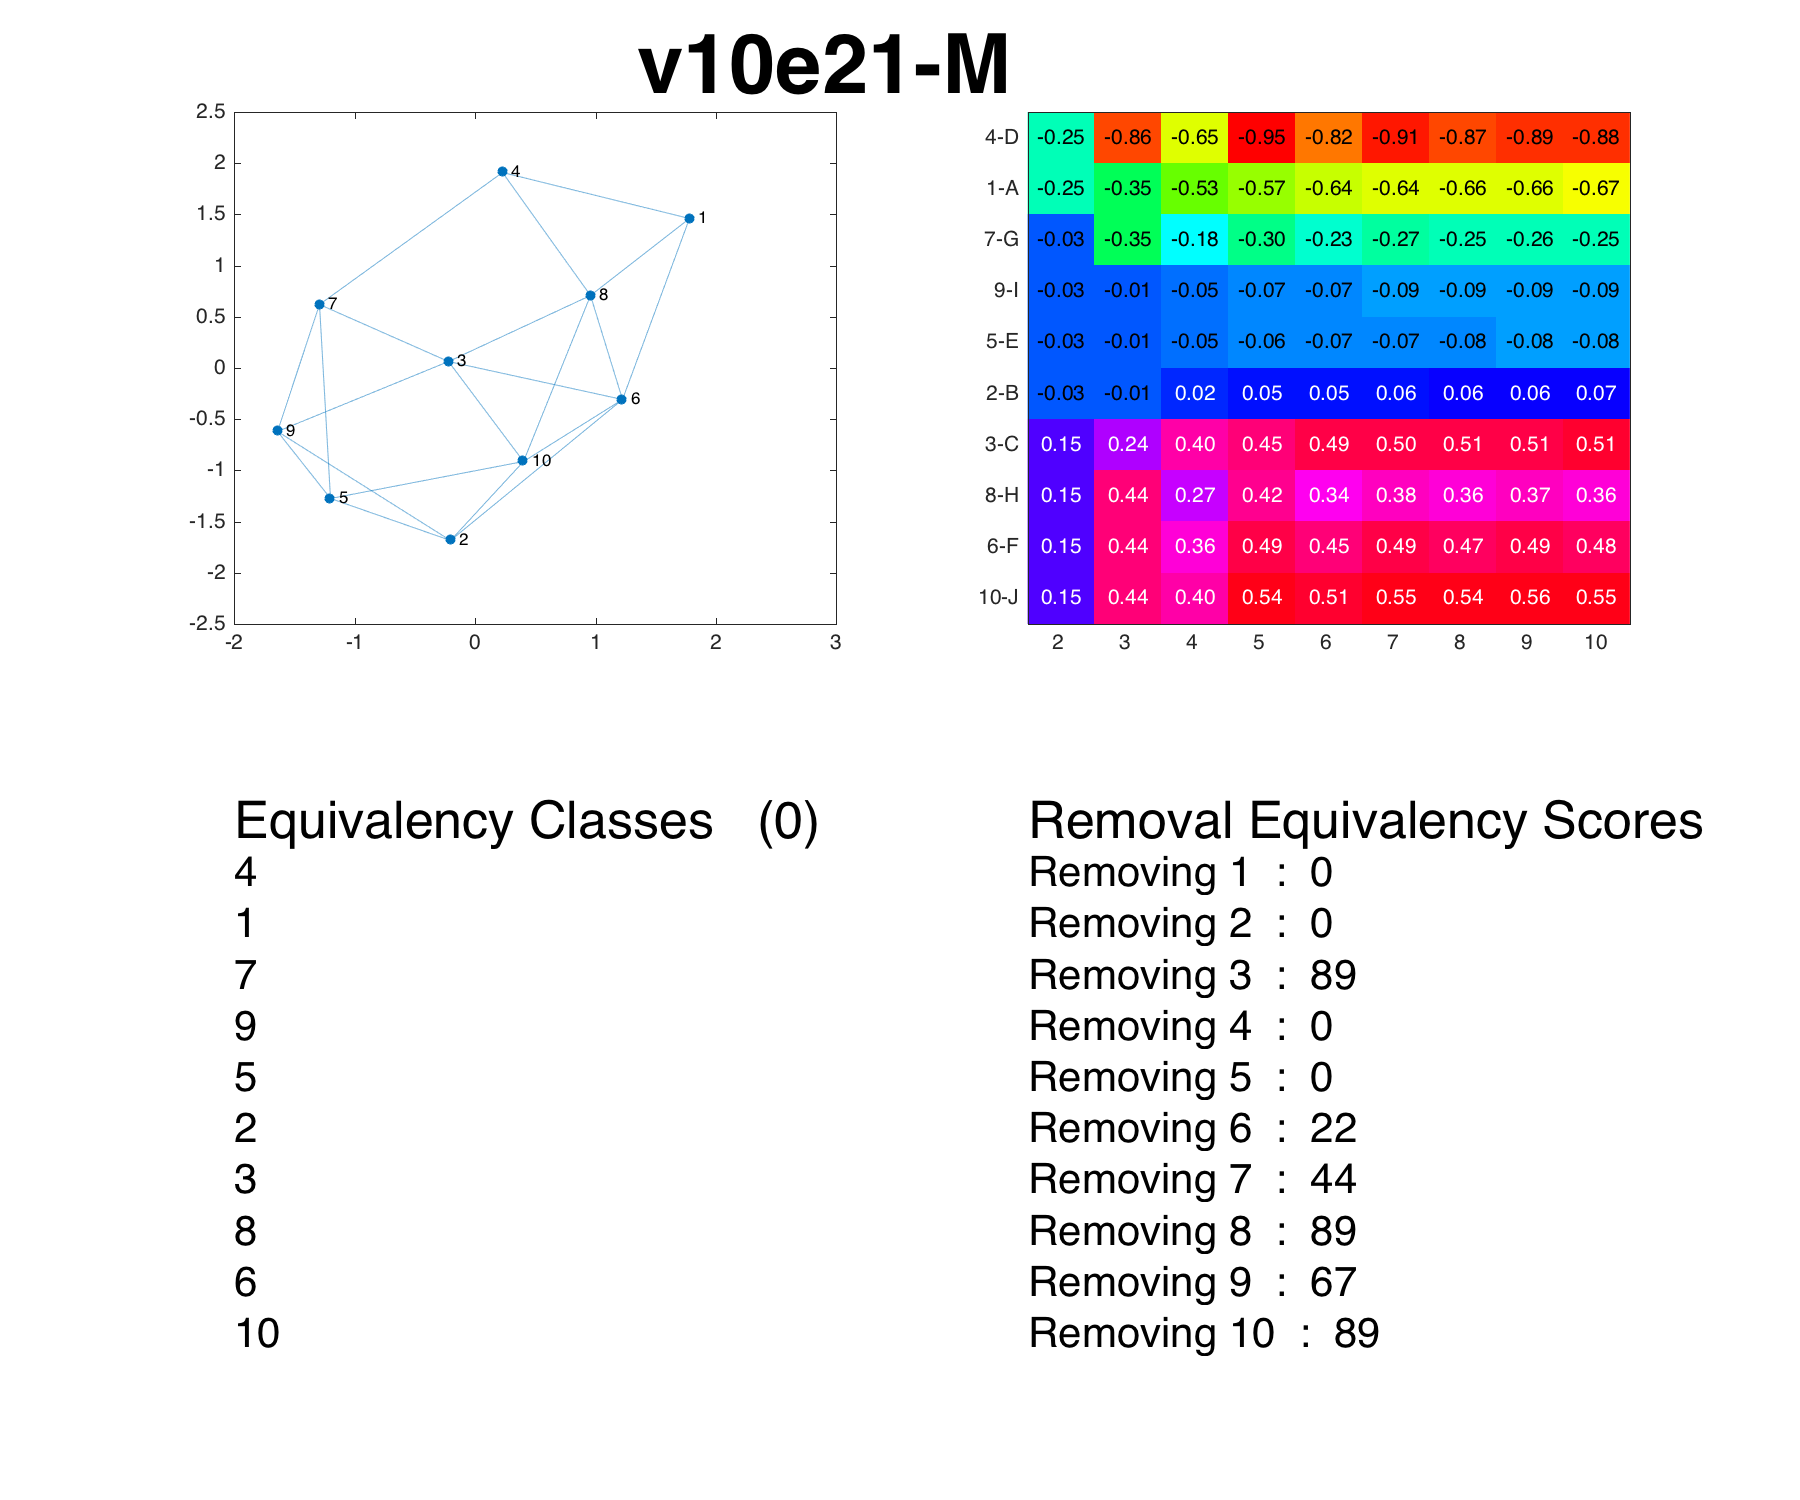 v10e21-M
2.5
2
1.5
1
0.5
0
-0.5
-1
-1.5
-2
-2.5
-2 -1 0 1 2 3
4
1
7
8
3
6
9
10
5
2
4-D -0.25 -0.86 -0.65 -0.95 -0.82 -0.91 -0.87 -0.89 -0.88
1-A -0.25 -0.35 -0.53 -0.57 -0.64 -0.64 -0.66 -0.66 -0.67
7-G -0.03 -0.35 -0.18 -0.30 -0.23 -0.27 -0.25 -0.26 -0.25
9-I -0.03 -0.01 -0.05 -0.07 -0.07 -0.09 -0.09 -0.09 -0.09
5-E -0.03 -0.01 -0.05 -0.06 -0.07 -0.07 -0.08 -0.08 -0.08
2-B -0.03 -0.01 0.02 0.05 0.05 0.06 0.06 0.06 0.07
3-C 0.15 0.24 0.40 0.45 0.49 0.50 0.51 0.51 0.51
8-H 0.15 0.44 0.27 0.42 0.34 0.38 0.36 0.37 0.36
6-F 0.15 0.44 0.36 0.49 0.45 0.49 0.47 0.49 0.48
10-J 0.15 0.44 0.40 0.54 0.51 0.55 0.54 0.56 0.55
2 3 4 5 6 7 8 9 10
Equivalency Classes (0)
4
1
7
9
5
2
3
8
6
10
Removal Equivalency Scores
Removing 1 : 0
Removing 2 : 0
Removing 3 : 89
Removing 4 : 0
Removing 5 : 0
Removing 6 : 22
Removing 7 : 44
Removing 8 : 89
Removing 9 : 67
Removing 10 : 89